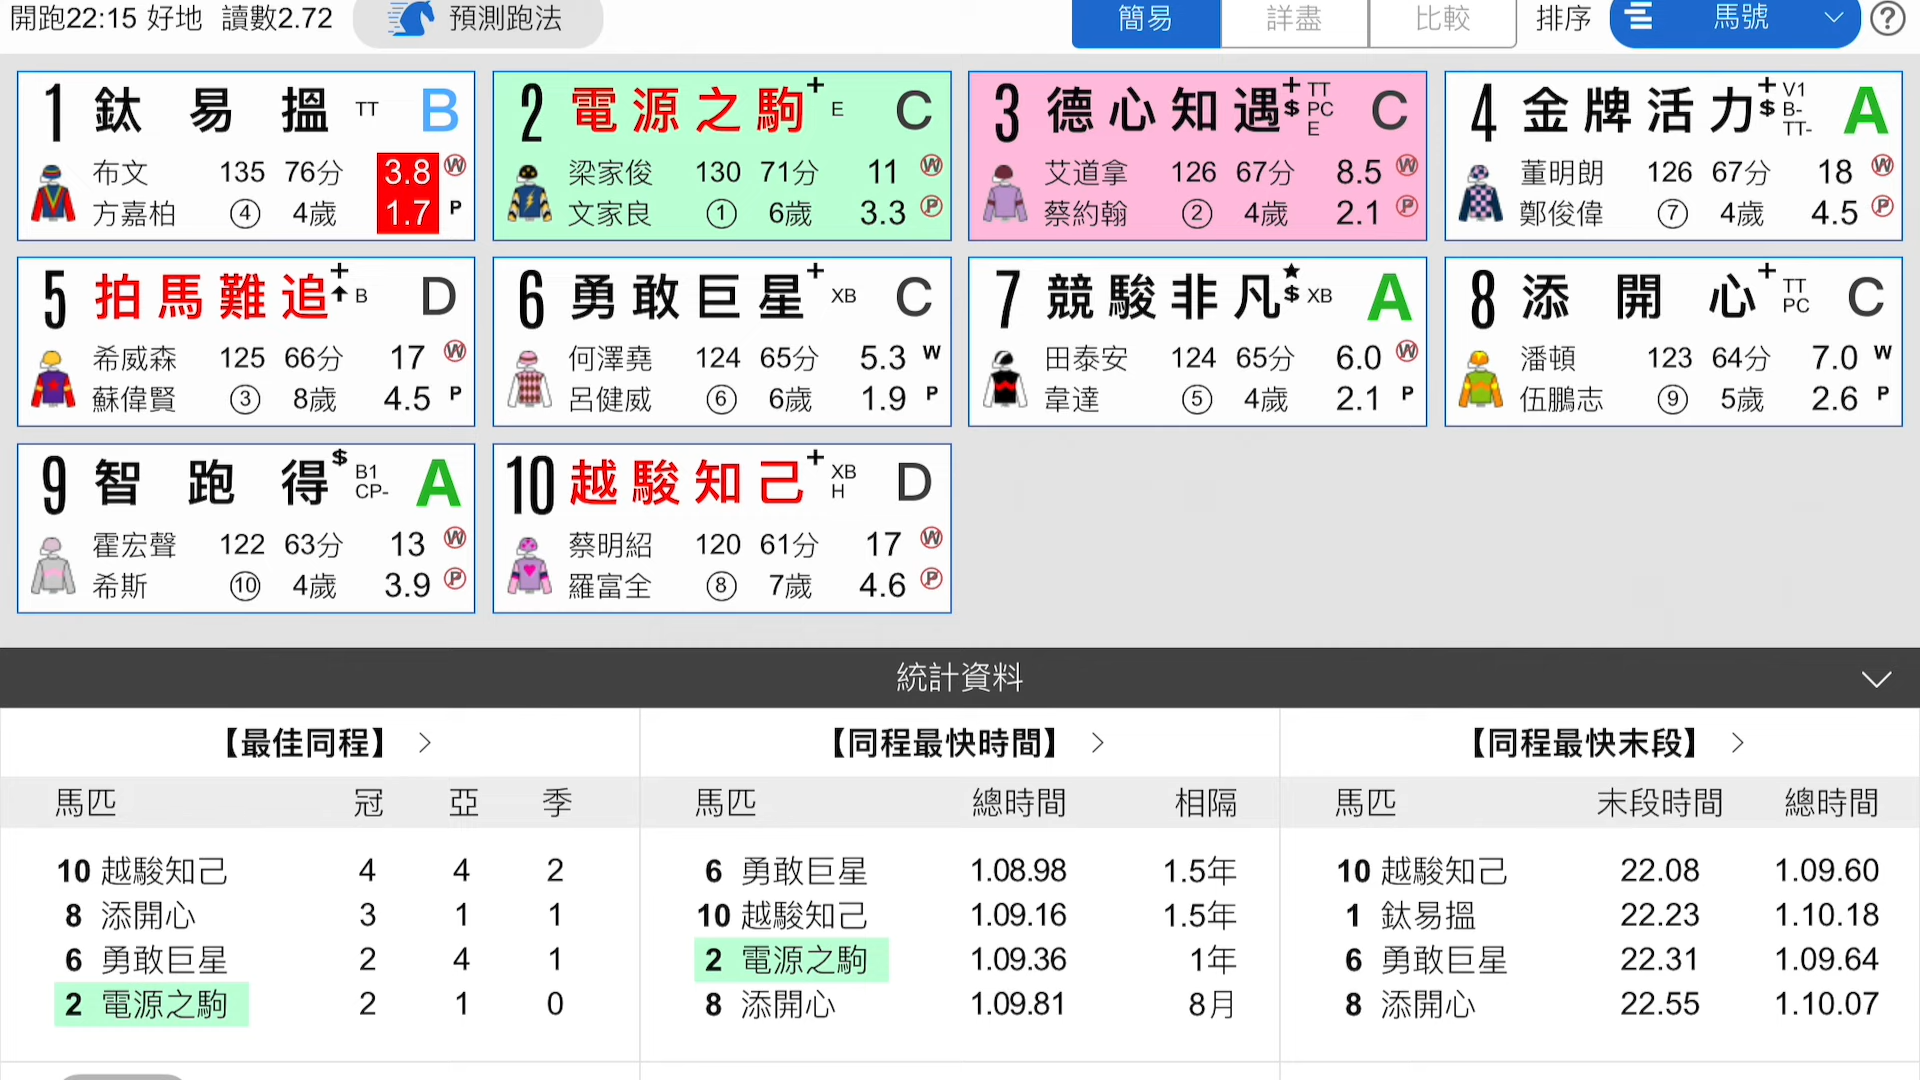 開跑22:15 好地 讀數2.72 預測跑法 簡易 詳盡 比較 排序 馬號 ?
1 鈦易搵 TT B
布文 135 76分 3.8 W
方嘉柏 4 4歲 1.7 P
2 電源之駒 + E C
梁家俊 130 71分 11 W
文家良 1 6歲 3.3 P
3 德心知遇 + $ TT PC E C
艾道拿 126 67分 8.5 W
蔡約翰 2 4歲 2.1 P
4 金牌活力 + $ V1 B- TT- A
董明朗 126 67分 18 W
鄭俊偉 7 4歲 4.5 P
5 拍馬難追 + B D
希威森 125 66分 17 W
蘇偉賢 3 8歲 4.5 P
6 勇敢巨星 + XB C
何澤堯 124 65分 5.3 W
呂健威 6 6歲 1.9 P
7 競駿非凡 ★ $ XB A
田泰安 124 65分 6.0 W
韋達 5 4歲 2.1 P
8 添開心 + TT PC C
潘頓 123 64分 7.0 W
伍鵬志 9 5歲 2.6 P
9 智跑得 $ B1 CP- A
霍宏聲 122 63分 13 W
希斯 10 4歲 3.9 P
10 越駿知己 + XB H D
蔡明紹 120 61分 17 W
羅富全 8 7歲 4.6 P
統計資料
【最佳同程】
馬匹 冠 亞 季
10 越駿知己 4 4 2
8 添開心 3 1 1
6 勇敢巨星 2 4 1
2 電源之駒 2 1 0
【同程最快時間】
馬匹 總時間 相隔
6 勇敢巨星 1.08.98 1.5年
10 越駿知己 1.09.16 1.5年
2 電源之駒 1.09.36 1年
8 添開心 1.09.81 8月
【同程最快末段】
馬匹 末段時間 總時間
10 越駿知己 22.08 1.09.60
1 鈦易搵 22.23 1.10.18
6 勇敢巨星 22.31 1.09.64
8 添開心 22.55 1.10.07